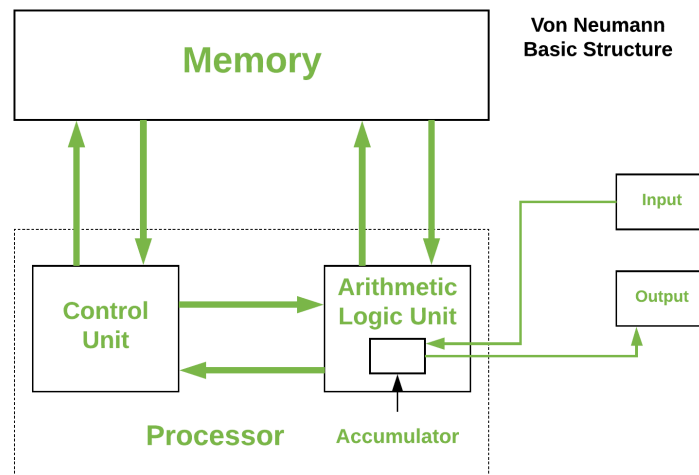 Von Neumann
Basic Structure
Memory
Input
Output
Control
Unit
Arithmetic
Logic Unit
Processor
Accumulator